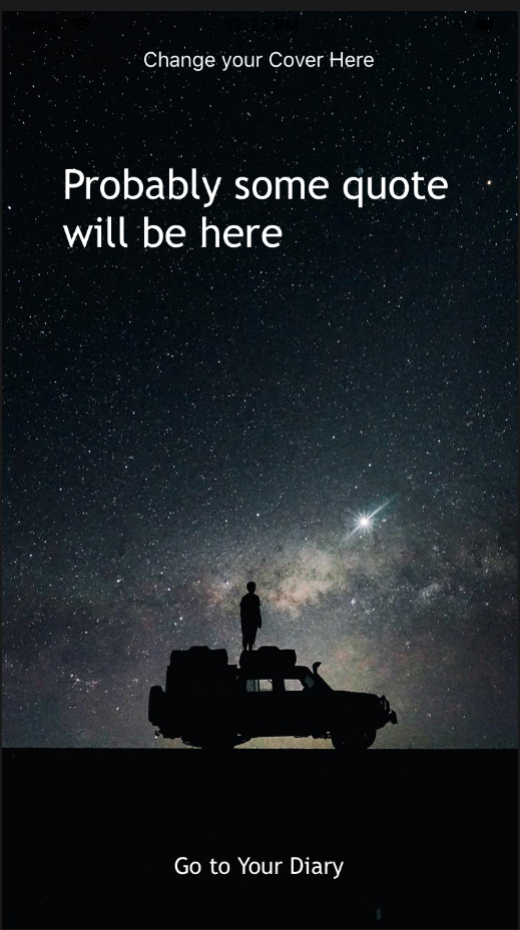 Change your Cover Here
Probably some quote
will be here
Go to Your Diary